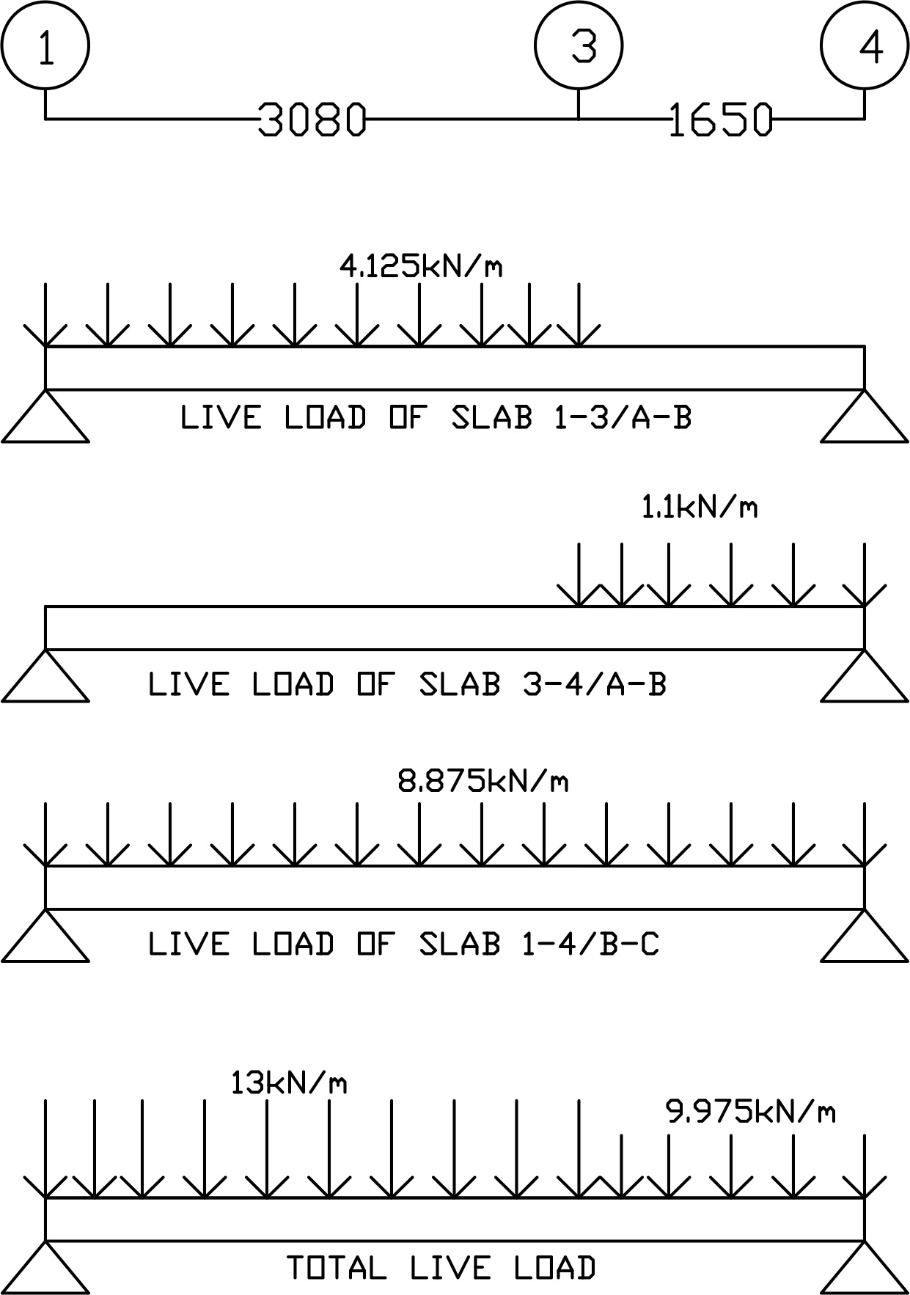 1 3 4
3080 1650
4.125kN/m
LIVE LOAD OF SLAB 1-3/A-B
1.1kN/m
LIVE LOAD OF SLAB 3-4/A-B
8.875kN/m
LIVE LOAD OF SLAB 1-4/B-C
13kN/m
9.975kN/m
TOTAL LIVE LOAD